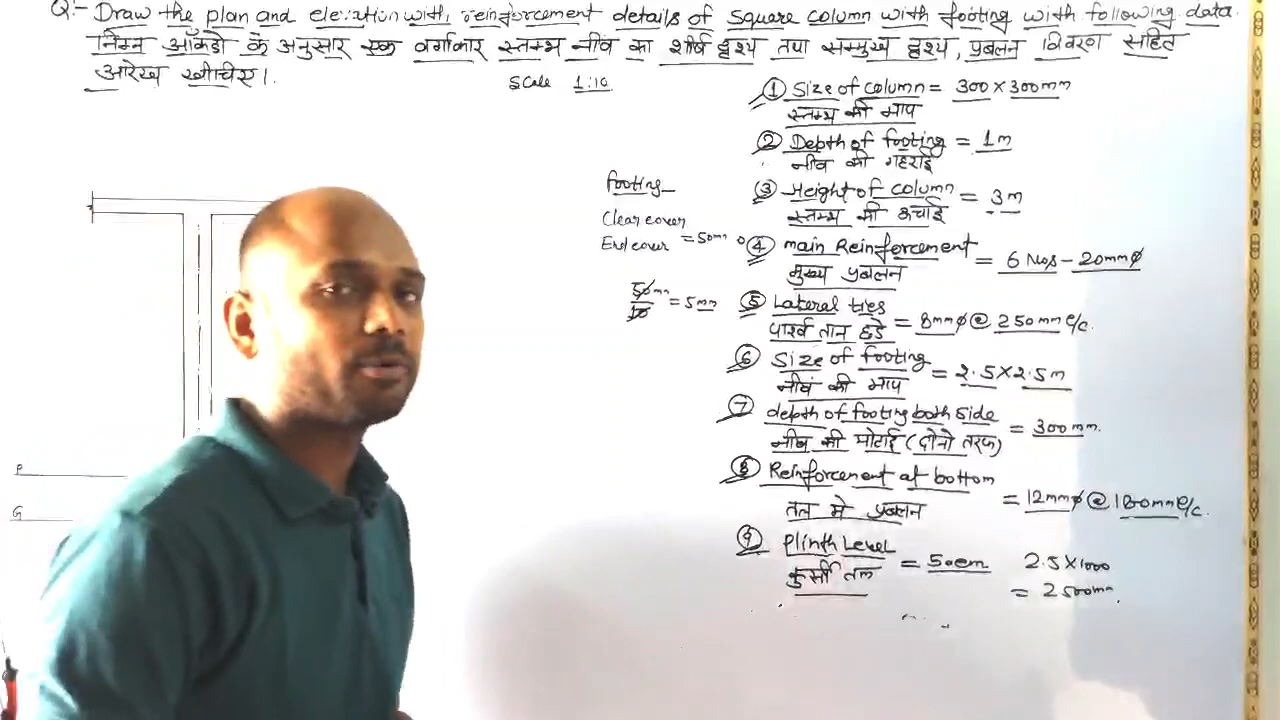 Q:- Draw the plan and elevation with reinforcement details of square column with footing with following data.
निम्न आँकडो के अनुसार एक वर्गाकार स्तम्भ नींव का शीर्ष दृश्य तथा सम्मुख दृश्य, प्रबलन विवरण सहित
आरेख खीचिए।.
Scale 1:10
① Size of column = 300 × 300mm
स्तम्भ की माप
② Depth of footing = 1m
नींव की गहराई
③ Height of column = 3m
स्तम्भ की ऊचाई
④ main Reinforcement = 6 Nos - 20mmϕ
मुख्य प्रबलन
⑤ Lateral ties
पार्श्व तान छडे = 8mmϕ @ 250mm c/c.
⑥ Size of footing = 2.5×2.5m
नींव की माप
⑦ depth of footing both side = 300mm.
नींव की मोटाई (दोनो तरफ)
⑧ Reinforcement at bottom
तल मे प्रबलन = 12mmϕ @ 180mm c/c.
⑨ Plinth Level = 50cm
कुर्सी तल
2.5×1000
= 2500mm.
footing
Clear cover
End cover = 50mm
50mm/10 = 5mm
P
G